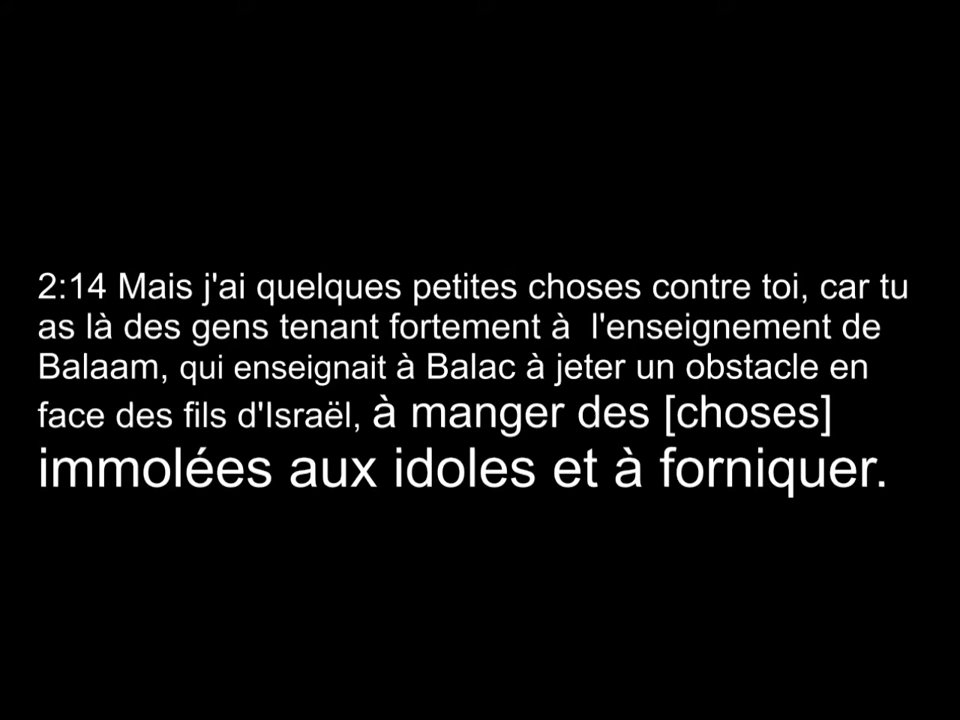 2:14 Mais j'ai quelques petites choses contre toi, car tu
as là des gens tenant fortement à  l'enseignement de
Balaam, qui enseignait à Balac à jeter un obstacle en
face des fils d'Israël, à manger des [choses]
immolées aux idoles et à forniquer.